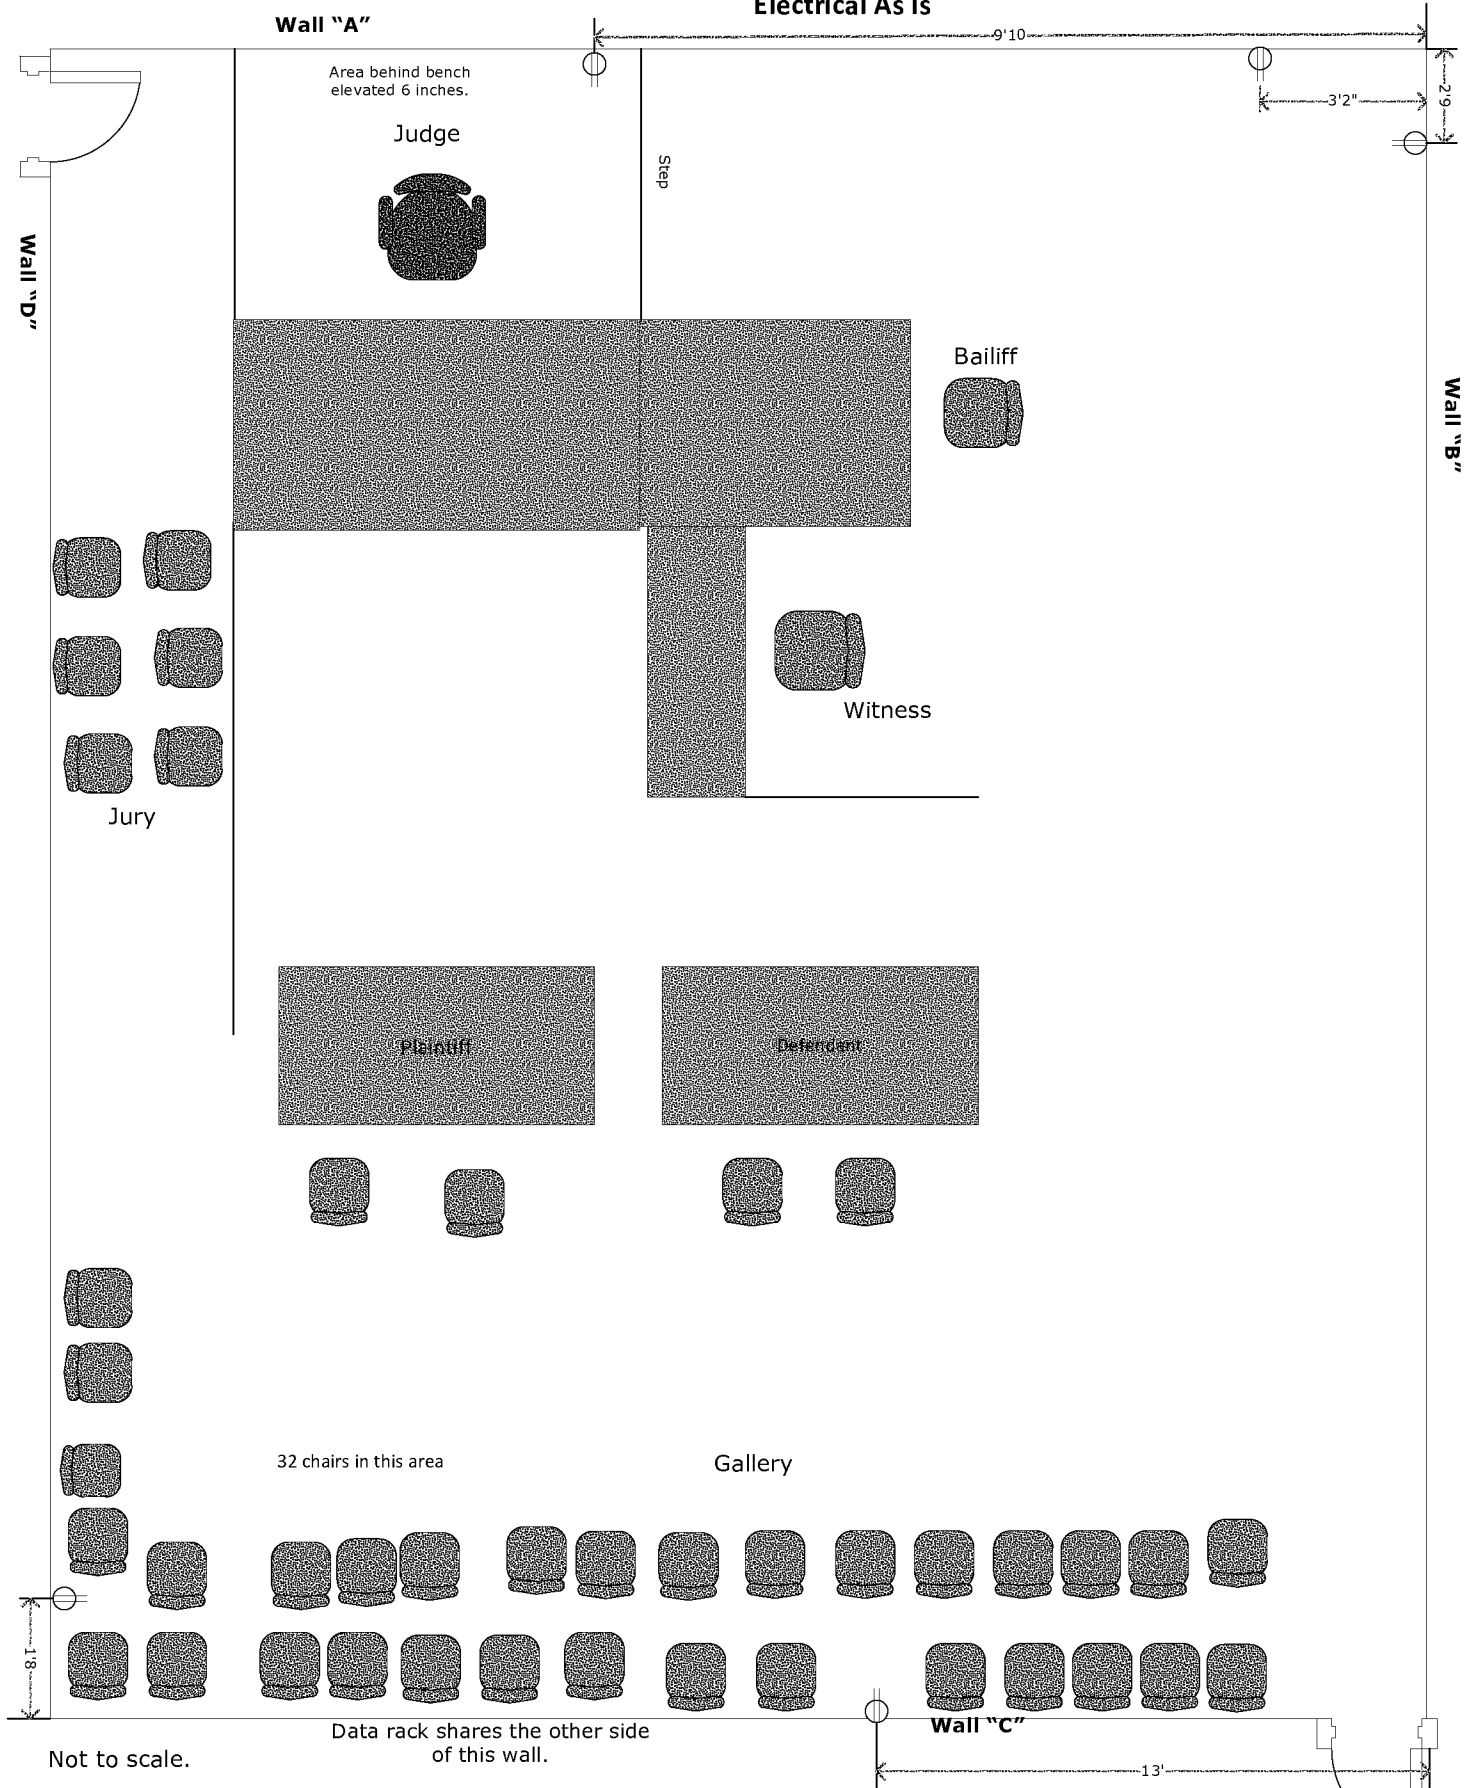 Electrical As Is
Wall “A”
9'10
Area behind bench
elevated 6 inches.
3'2"
2'9
Judge
Step
Wall “D”
Bailiff
Wall “B”
Witness
Jury
Plaintiff
Defendant
32 chairs in this area
Gallery
1'8
Data rack shares the other side
of this wall.
Wall “C”
Not to scale.
13'